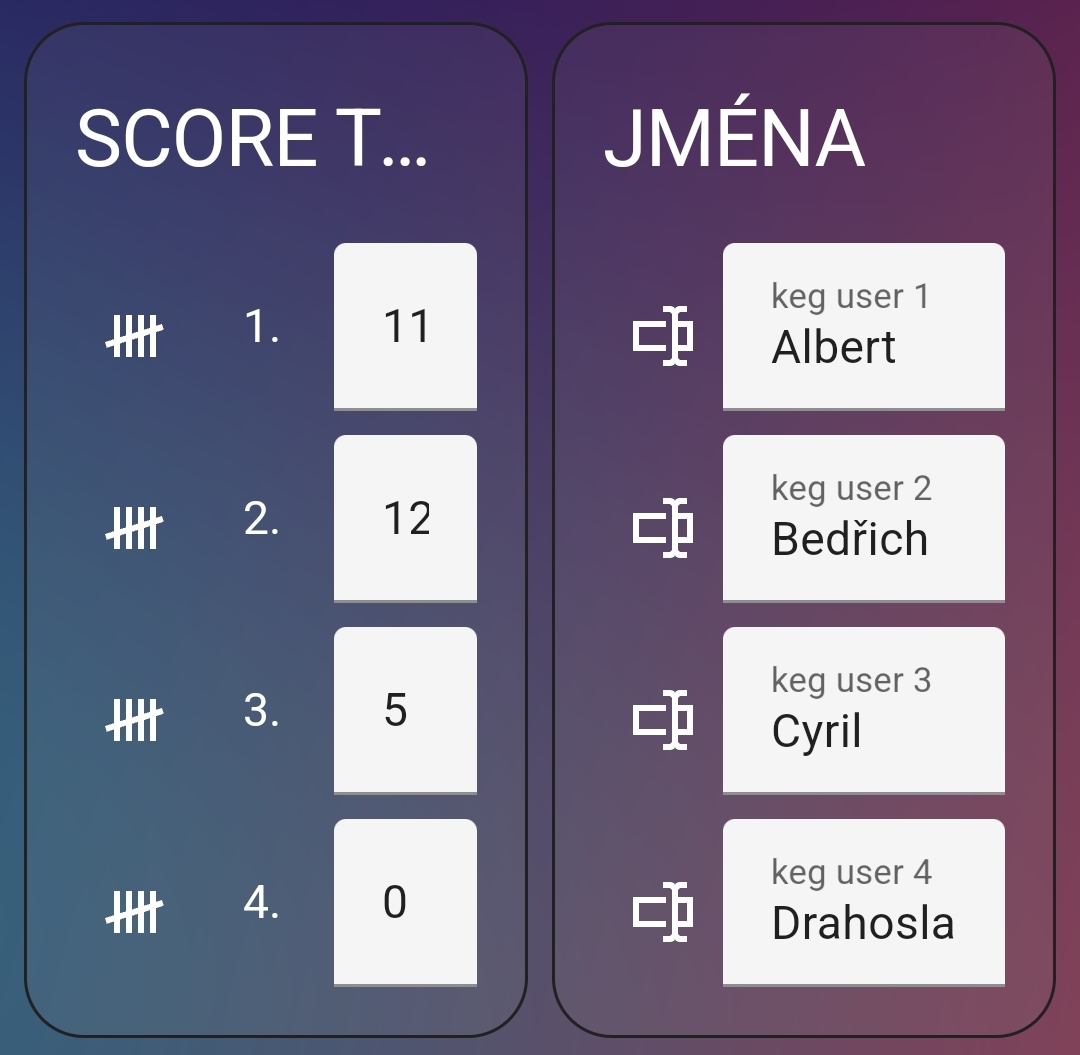 SCORE T...
1. 11
2. 12
3. 5
4. 0
JMÉNA
keg user 1
Albert
keg user 2
Bedřich
keg user 3
Cyril
keg user 4
Drahosla